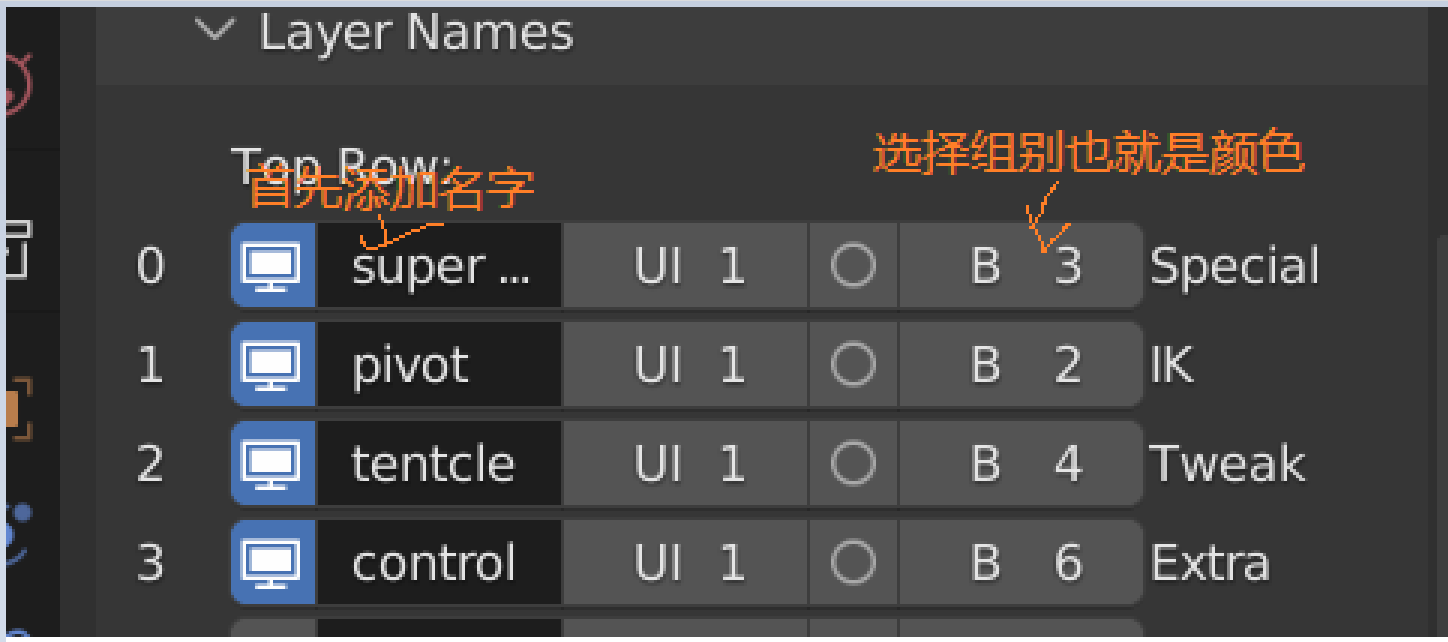 Layer Names
选择组别也就是颜色
Top Row:
首先添加名字
0 super ... UI 1 B 3 Special
1 pivot UI 1 B 2 IK
2 tentcle UI 1 B 4 Tweak
3 control UI 1 B 6 Extra